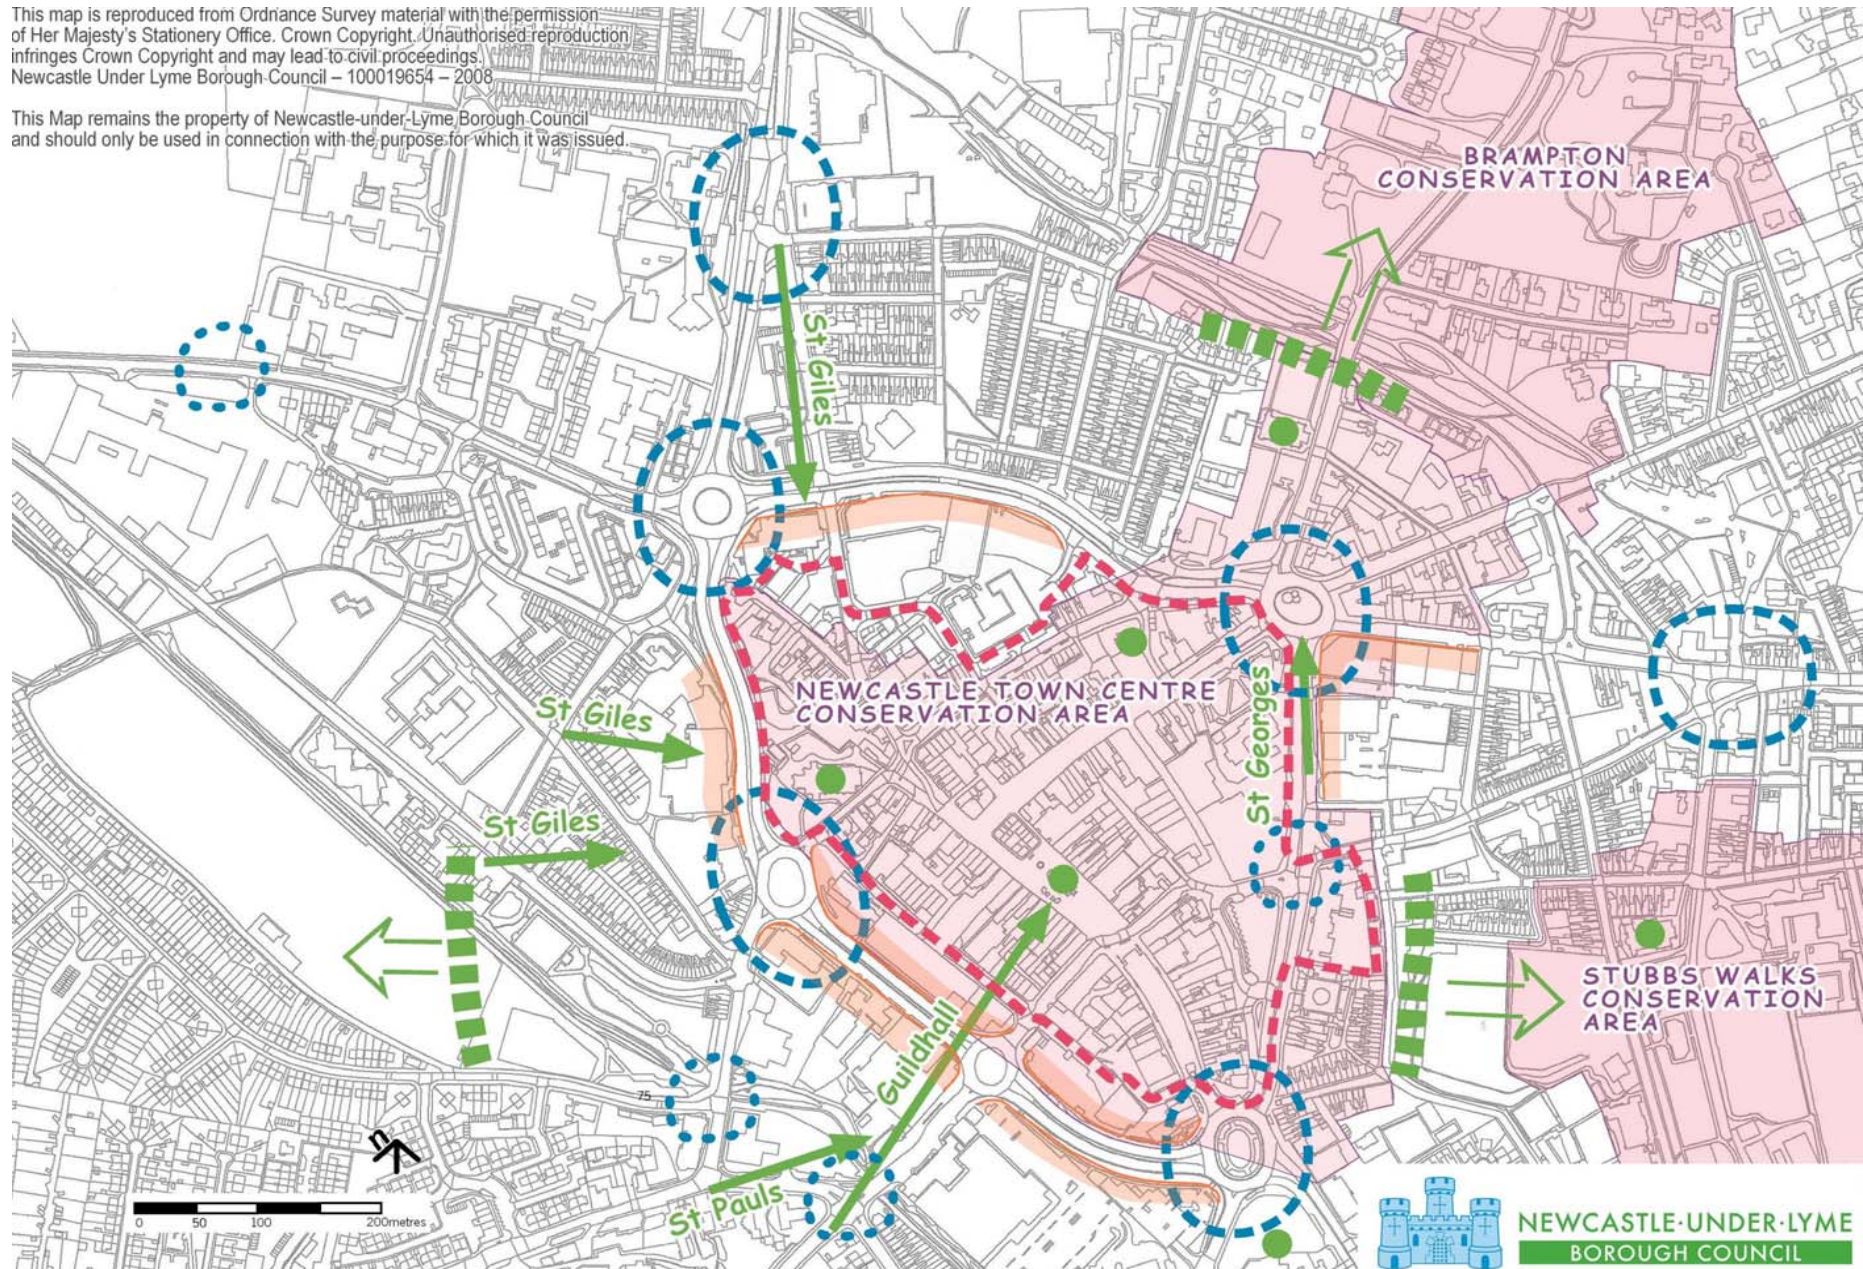 This map is reproduced from Ordnance Survey material with the permission
of Her Majesty's Stationery Office. Crown Copyright. Unauthorised reproduction
infringes Crown Copyright and may lead to civil proceedings.
Newcastle Under Lyme Borough Council – 100019654 – 2008
This Map remains the property of Newcastle-under-Lyme Borough Council
and should only be used in connection with the purpose for which it was issued.
BRAMPTON
CONSERVATION AREA
St Giles
NEWCASTLE TOWN CENTRE
CONSERVATION AREA
St Giles
St Georges
St Giles
STUBBS WALKS
CONSERVATION
AREA
Guildhall
75
n
St Pauls
0 50 100 200metres
NEWCASTLE·UNDER·LYME
BOROUGH COUNCIL